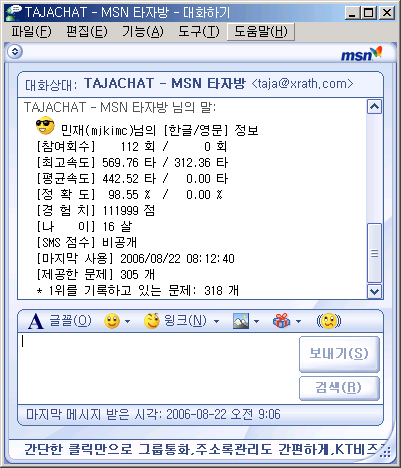 TAJACHAT - MSN 타자방 - 대화하기
파일(F) 편집(E) 기능(A) 도구(T) 도움말(H)
msn
대화상대: TAJACHAT - MSN 타자방 <taja@xrath.com>
TAJACHAT - MSN 타자방 님의 말:
민재(mjkimc)님의 [한글/영문] 정보
[참여회수] 112 회 / 0 회
[최고속도] 569.76 타 / 312.36 타
[평균속도] 442.52 타 / 0.00 타
[정 확 도] 98.55 % / 0.00 %
[경 험 치] 111999 점
[나 이] 16 살
[SMS 점수] 비공개
[마지막 사용] 2006/08/22 08:12:40
[제공한 문제] 305 개
* 1위를 기록하고 있는 문제: 318 개
A 글꼴(O) 윙크(N)
보내기(S)
검색(R)
마지막 메시지 받은 시각: 2006-08-22 오전 9:06
간단한 클릭만으로 그룹통화,주소록관리도 간편하게,KT비즈